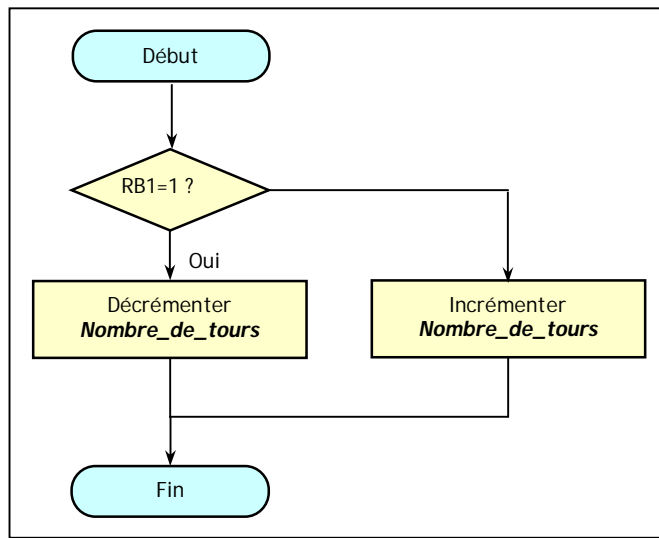 Début
RB1=1 ?
Oui
Décrémenter
Nombre_de_tours
Incrémenter
Nombre_de_tours
Fin